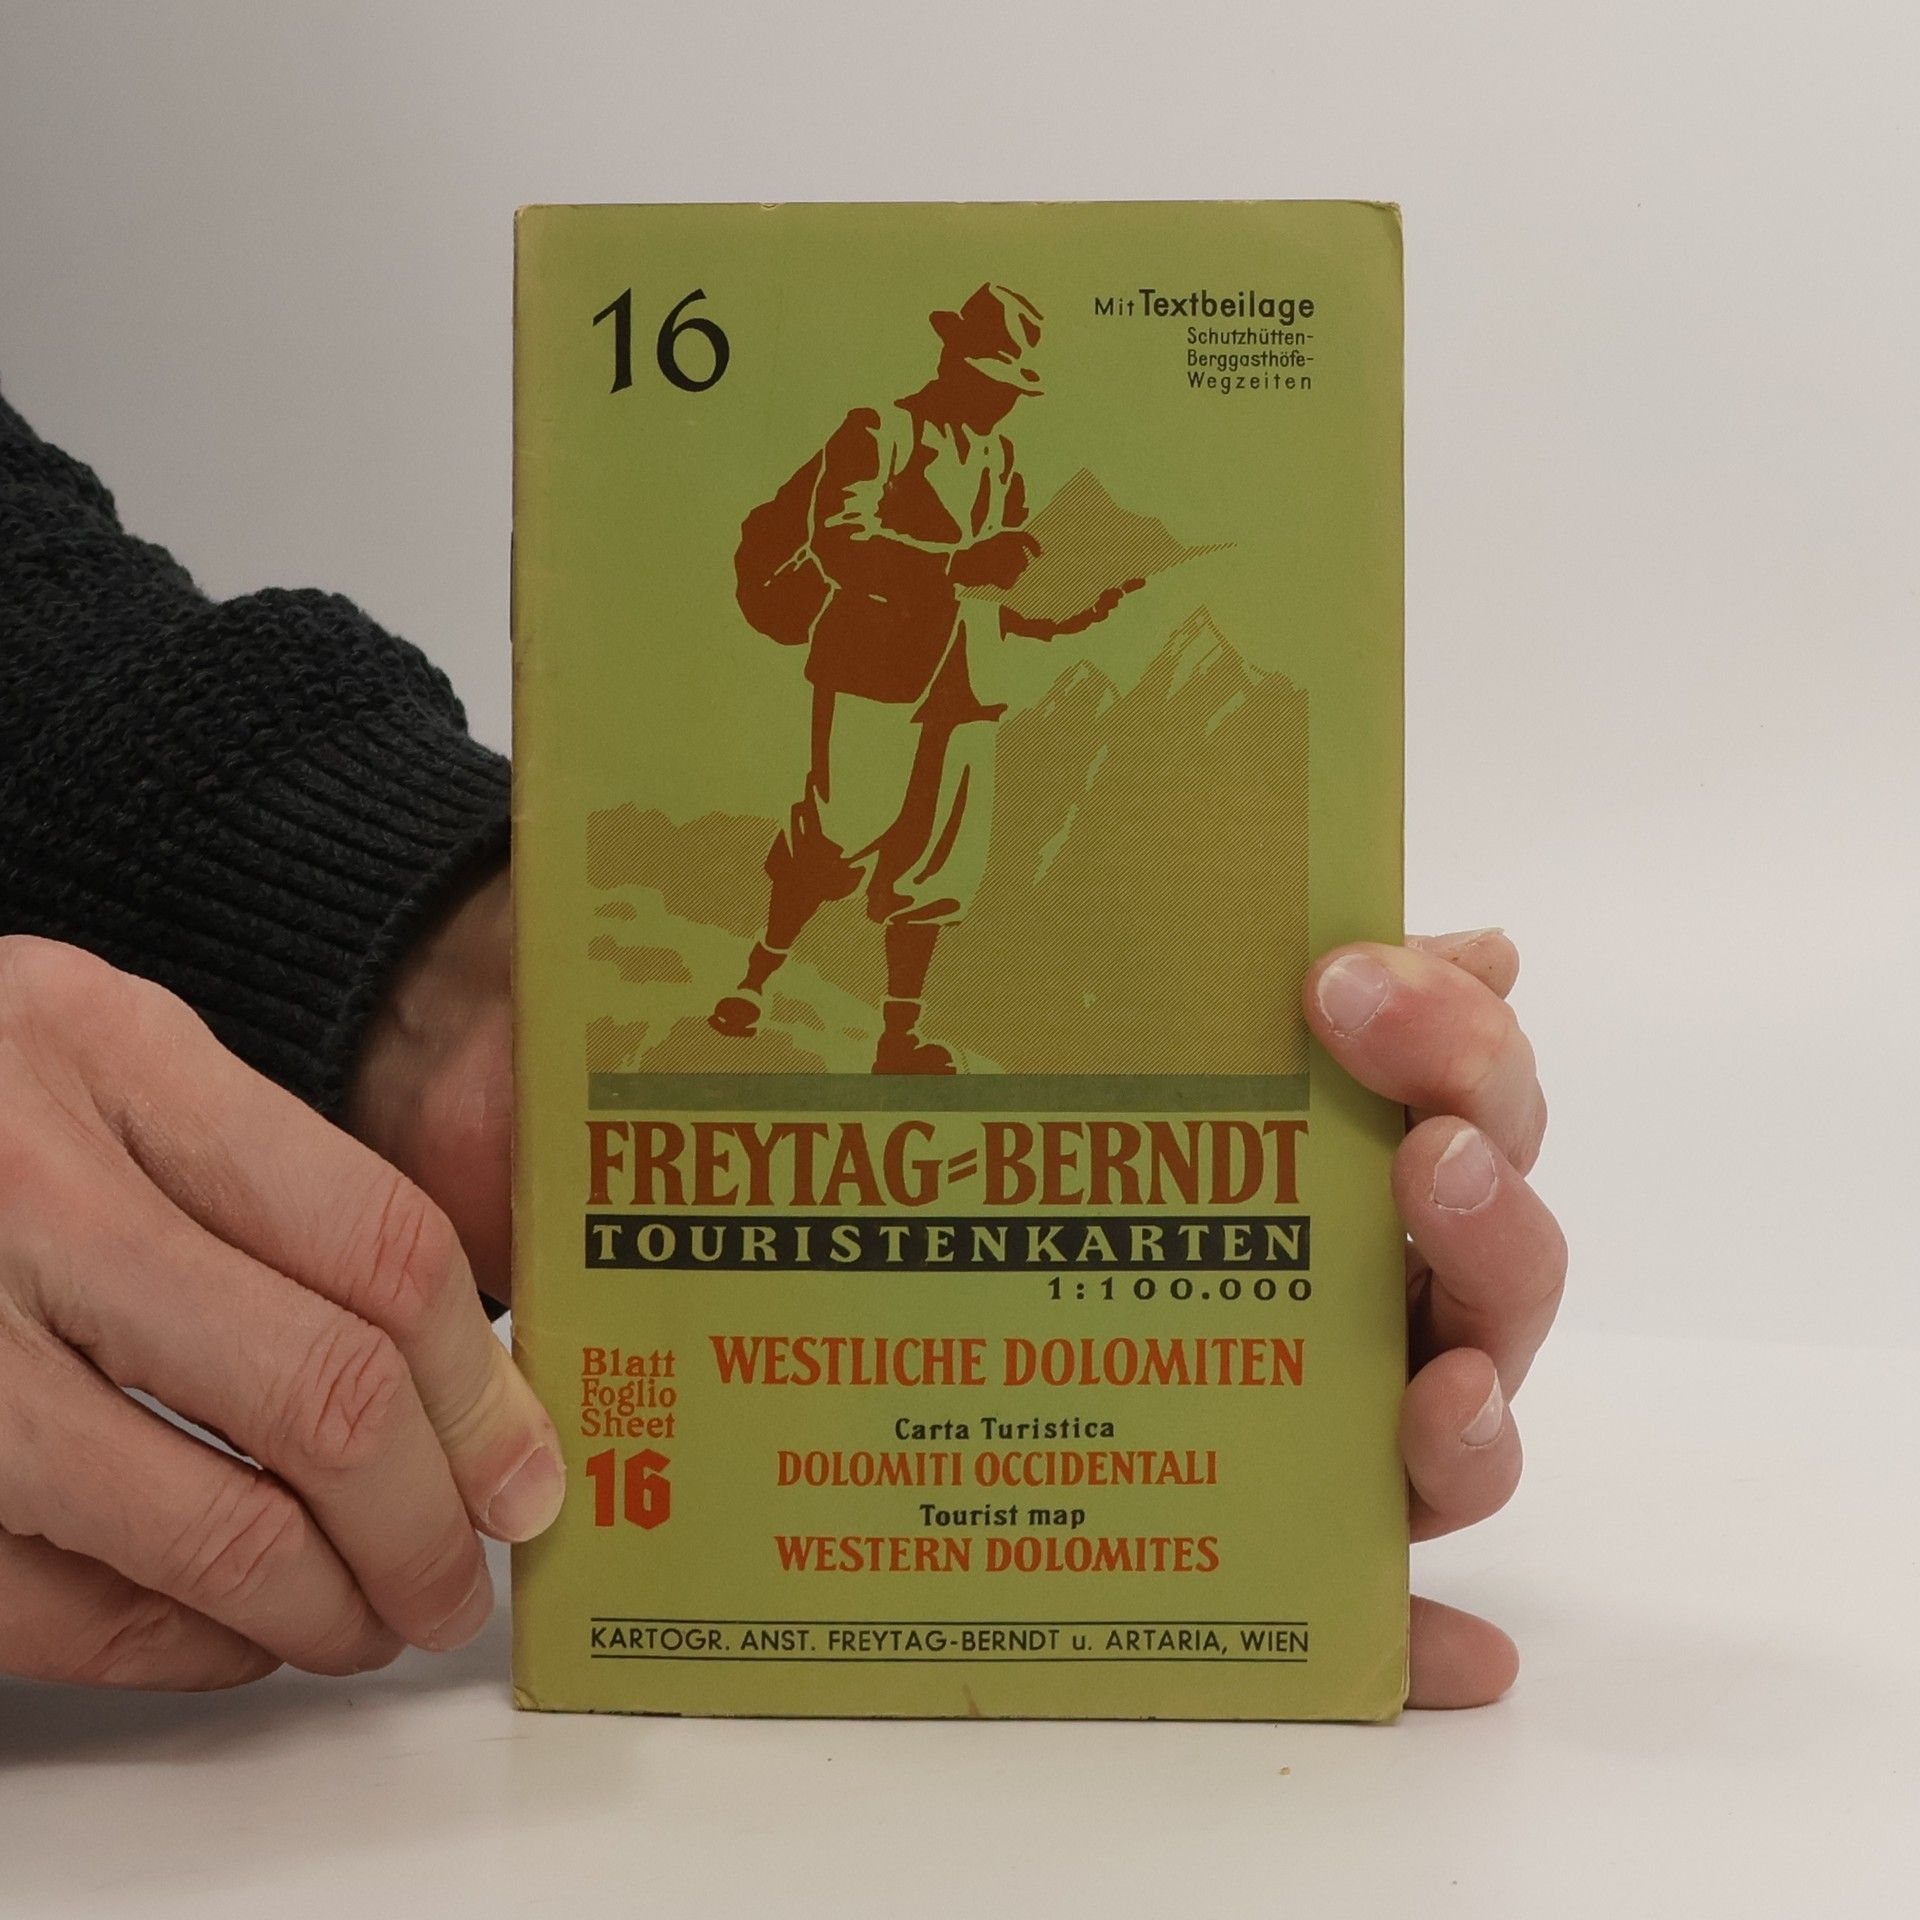 16
Mit Textbeilage
Schutzhütten-
Berggasthöfe-
Wegzeiten
FREYTAG=BERNDT
TOURISTENKARTEN
1:100.000
Blatt
Foglio
Sheet
16
WESTLICHE DOLOMITEN
Carta Turistica
DOLOMITI OCCIDENTALI
Tourist map
WESTERN DOLOMITES
KARTOGR. ANST. FREYTAG-BERNDT u. ARTARIA, WIEN